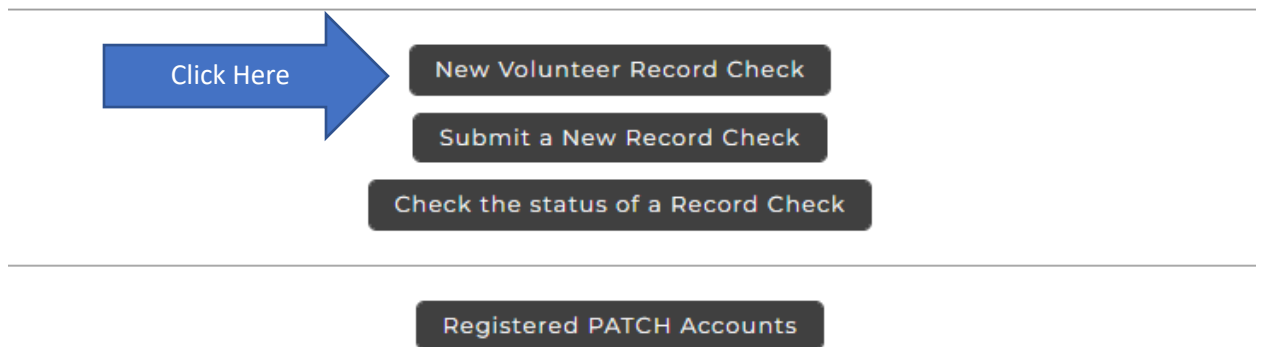 Click Here
New Volunteer Record Check
Submit a New Record Check
Check the status of a Record Check
Registered PATCH Accounts